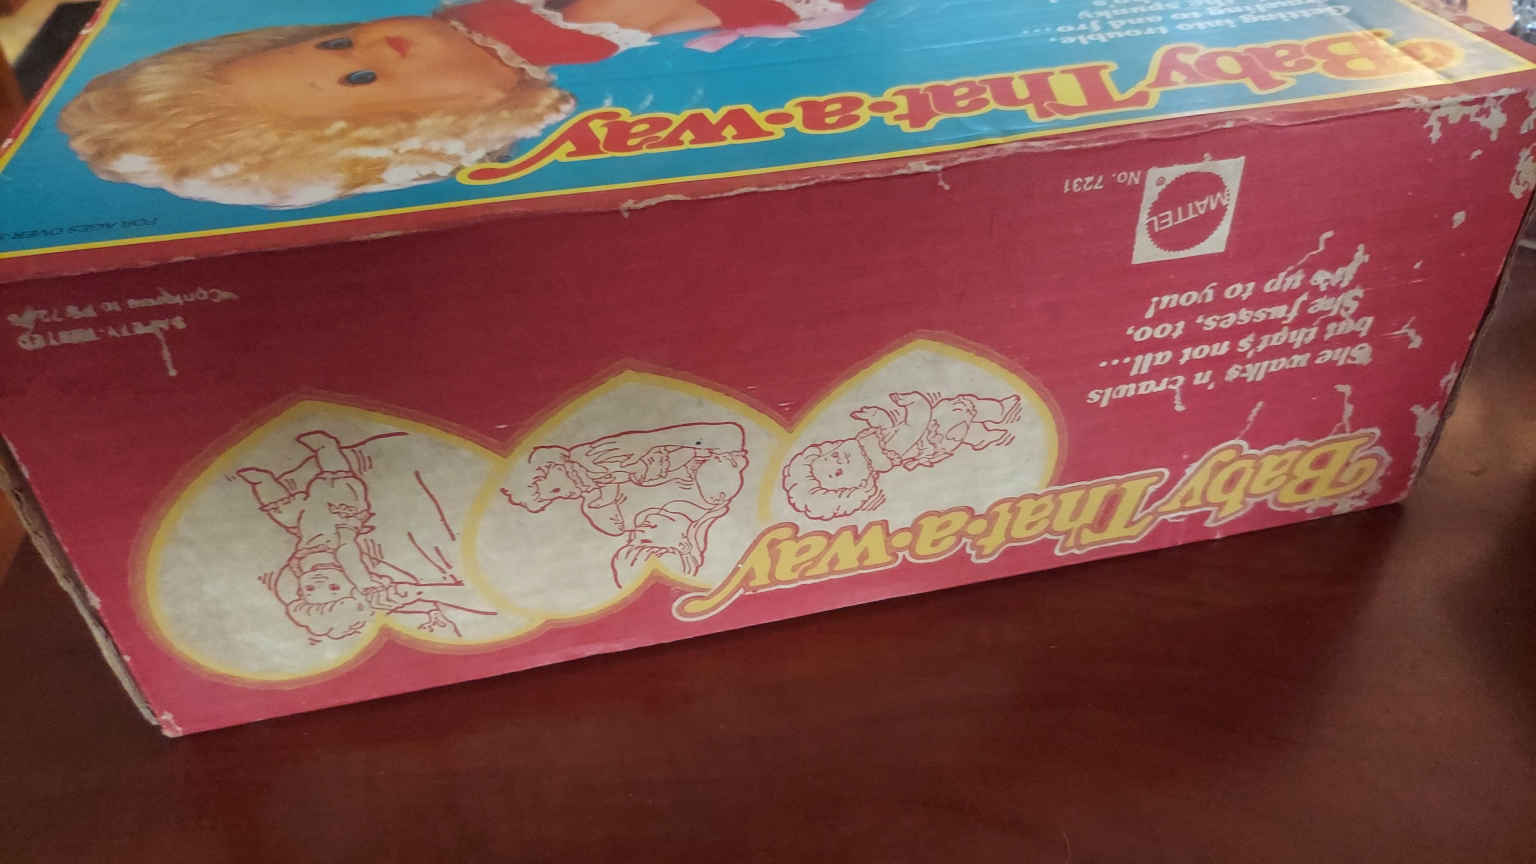 Baby That•a•way
She walks 'n crawls
but that's not all...
She fusses, too,
It's up to you!
MATTEL
No. 7231
SAFETY TESTED
Conforms to PS 72
Baby That•a•way
Getting into trouble,
to and fro...
FOR AGES OVER 3